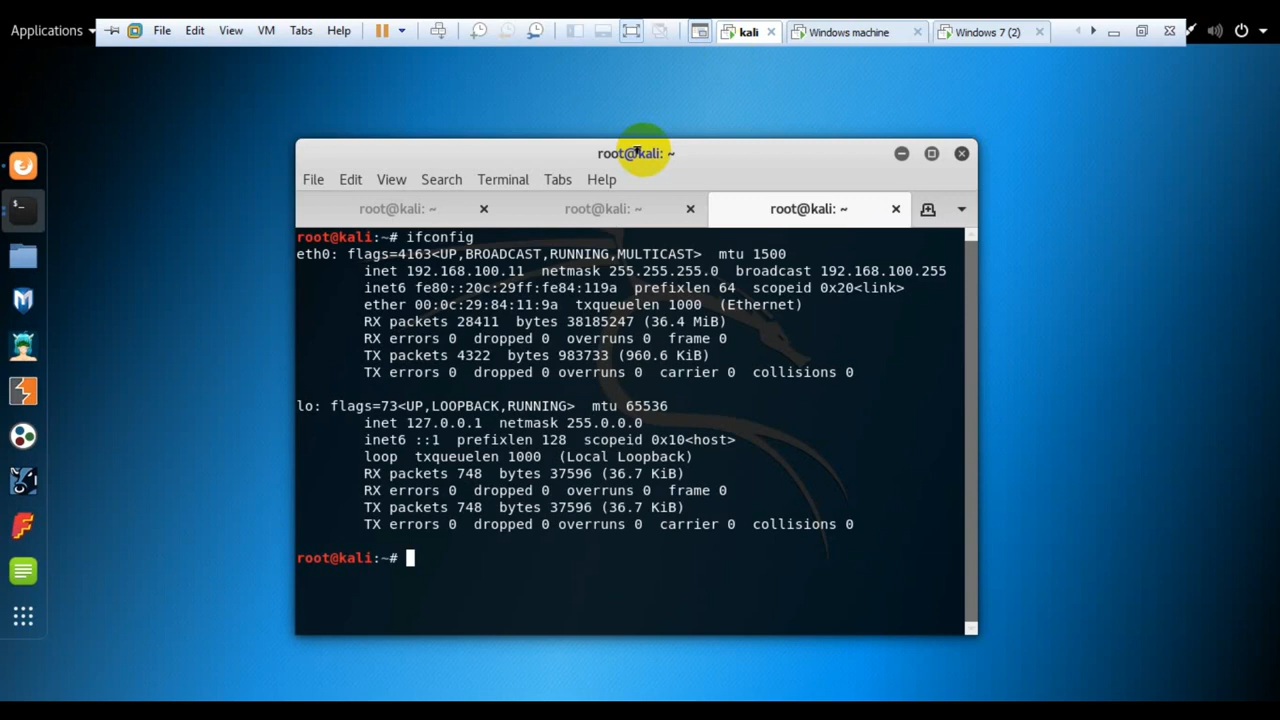 Applications
File Edit View VM Tabs Help
kali
Windows machine
Windows 7 (2)
root@kali: ~
File Edit View Search Terminal Tabs Help
root@kali: ~
root@kali: ~
root@kali: ~
root@kali:~# ifconfig
eth0: flags=4163<UP,BROADCAST,RUNNING,MULTICAST>  mtu 1500
        inet 192.168.100.11  netmask 255.255.255.0  broadcast 192.168.100.255
        inet6 fe80::20c:29ff:fe84:119a  prefixlen 64  scopeid 0x20<link>
        ether 00:0c:29:84:11:9a  txqueuelen 1000  (Ethernet)
        RX packets 28411  bytes 38185247 (36.4 MiB)
        RX errors 0  dropped 0  overruns 0  frame 0
        TX packets 4322  bytes 983733 (960.6 KiB)
        TX errors 0  dropped 0 overruns 0  carrier 0  collisions 0
lo: flags=73<UP,LOOPBACK,RUNNING>  mtu 65536
        inet 127.0.0.1  netmask 255.0.0.0
        inet6 ::1  prefixlen 128  scopeid 0x10<host>
        loop  txqueuelen 1000  (Local Loopback)
        RX packets 748  bytes 37596 (36.7 KiB)
        RX errors 0  dropped 0  overruns 0  frame 0
        TX packets 748  bytes 37596 (36.7 KiB)
        TX errors 0  dropped 0 overruns 0  carrier 0  collisions 0
root@kali:~#